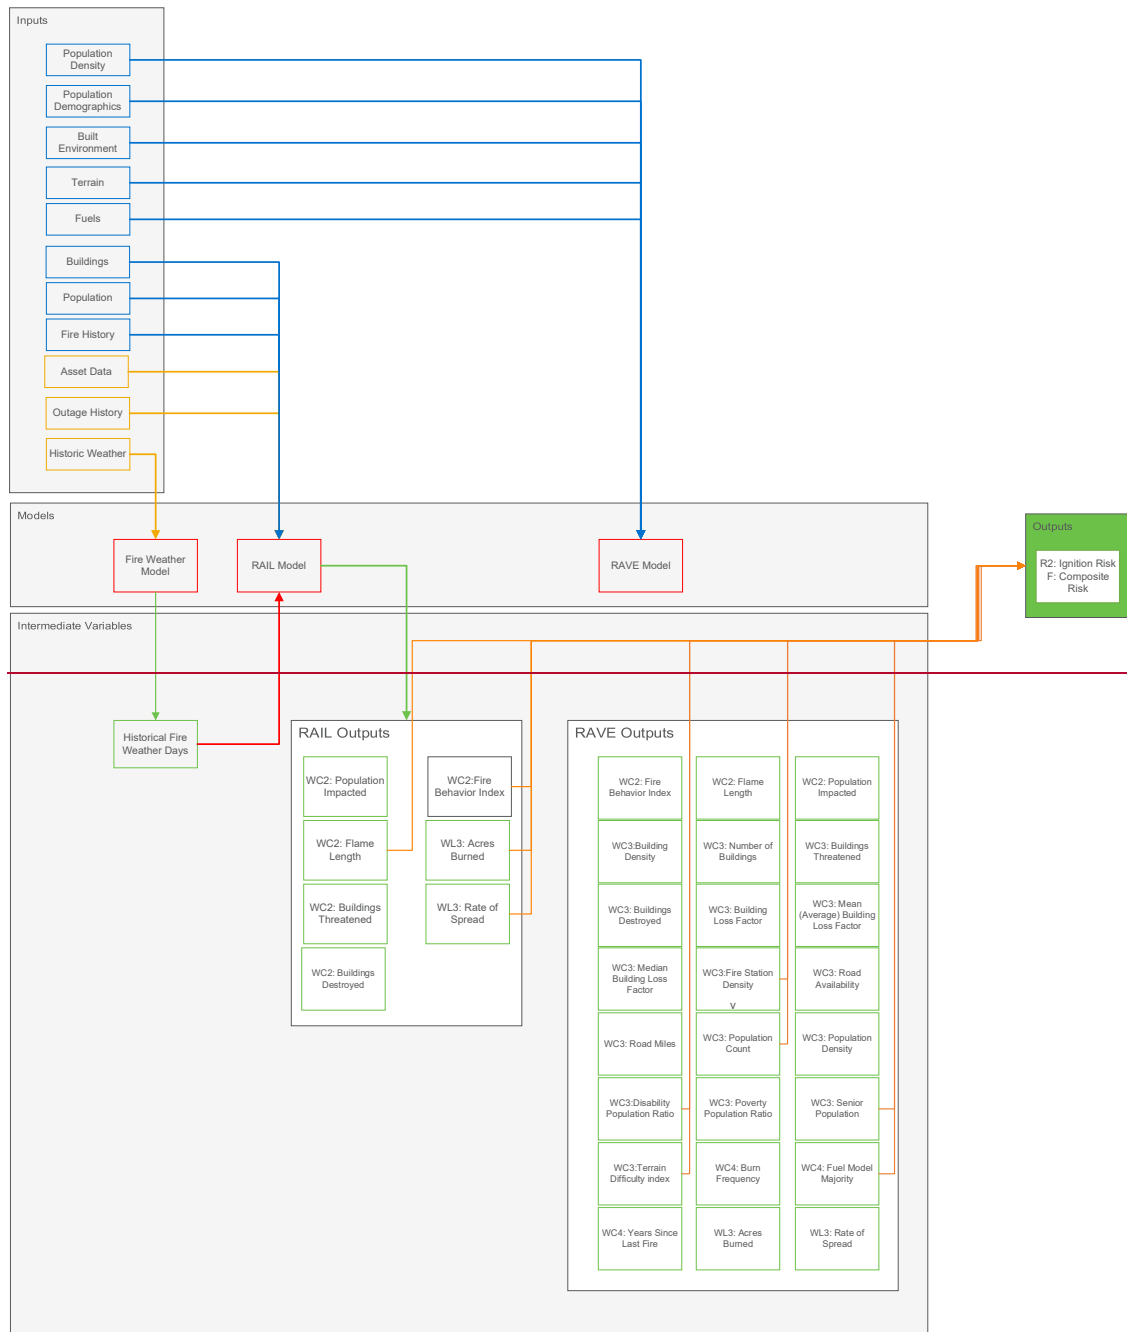 Inputs
Population
Density
Population
Demographics
Built
Environment
Terrain
Fuels
Buildings
Population
Fire History
Asset Data
Outage History
Historic Weather
Models
Fire Weather
Model
RAIL Model
RAVE Model
Outputs
R2: Ignition Risk
F: Composite
Risk
Intermediate Variables
Historical Fire
Weather Days
RAIL Outputs
WC2: Population
Impacted
WC2:Fire
Behavior Index
WC2: Flame
Length
WL3: Acres
Burned
WC2: Buildings
Threatened
WL3: Rate of
Spread
WC2: Buildings
Destroyed
RAVE Outputs
WC2: Fire
Behavior Index
WC2: Flame
Length
WC2: Population
Impacted
WC3:Building
Density
WC3: Number of
Buildings
WC3: Buildings
Threatened
WC3: Buildings
Destroyed
WC3: Building
Loss Factor
WC3: Mean
(Average) Building
Loss Factor
WC3: Median
Building Loss
Factor
WC3:Fire Station
Density
v
WC3: Road
Availability
WC3: Road Miles
WC3: Population
Count
WC3: Population
Density
WC3:Disability
Population Ratio
WC3: Poverty
Population Ratio
WC3: Senior
Population
WC3:Terrain
Difficulty index
WC4: Burn
Frequency
WC4: Fuel Model
Majority
WC4: Years Since
Last Fire
WL3: Acres
Burned
WL3: Rate of
Spread